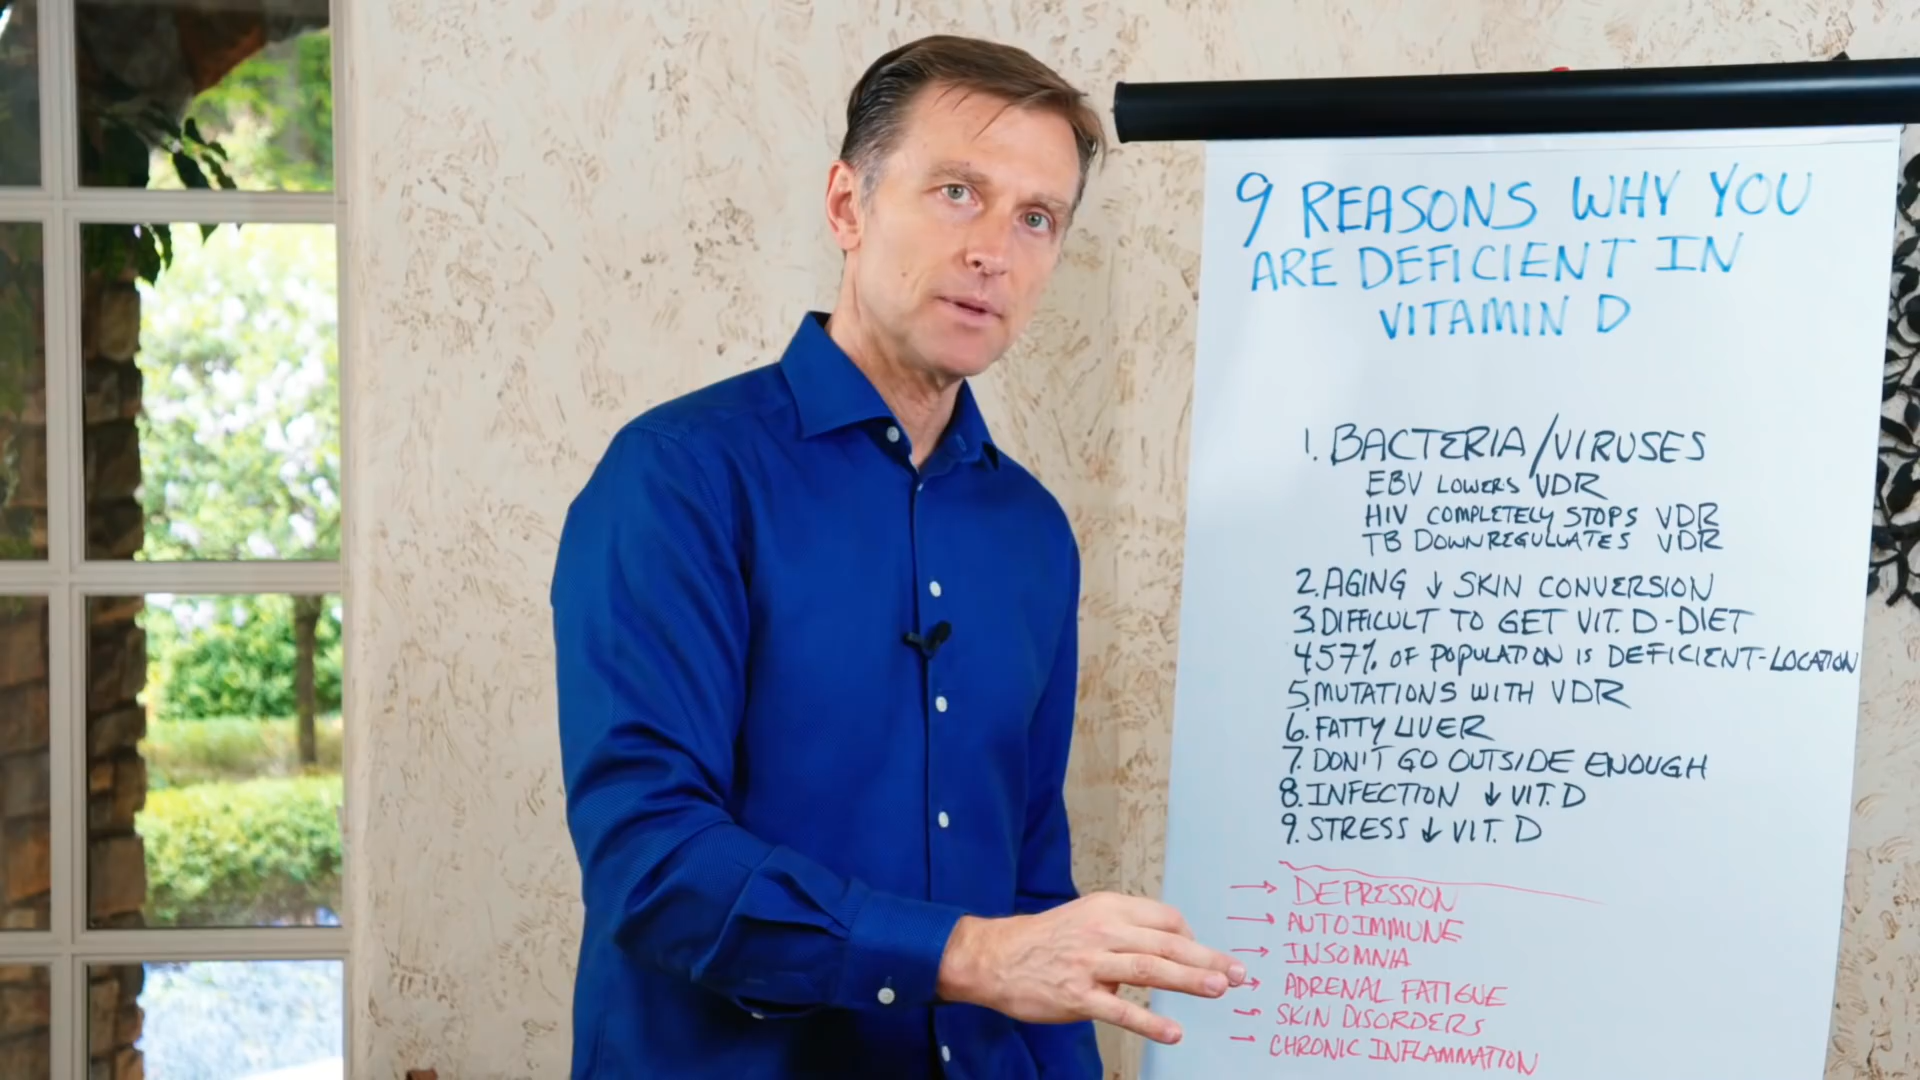 9 REASONS WHY YOU
ARE DEFICIENT IN
VITAMIN D
1. BACTERIA/VIRUSES
EBV LOWERS VDR
HIV COMPLETELY STOPS VDR
TB DOWNREGULUATES VDR
2. AGING ↓ SKIN CONVERSION
3. DIFFICULT TO GET VIT. D-DIET
4 57% OF POPULATION IS DEFICIENT-LOCATION
5. MUTATIONS WITH VDR
6. FATTY LIVER
7. DON'T GO OUTSIDE ENOUGH
8. INFECTION ↓ VIT. D
9. STRESS ↓ VIT. D
→ DEPRESSION
→ AUTOIMMUNE
→ INSOMNIA
→ ADRENAL FATIGUE
→ SKIN DISORDERS
→ CHRONIC INFLAMMATION